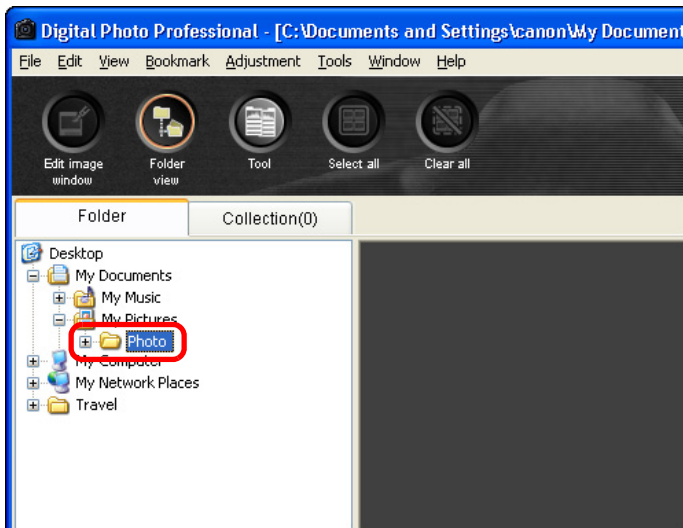 Digital Photo Professional - [C:\Documents and Settings\canon\My Document
File Edit View Bookmark Adjustment Tools Window Help
Edit image window
Folder view
Tool
Select all
Clear all
Folder
Collection(0)
Desktop
My Documents
My Music
My Pictures
Photo
My Computer
My Network Places
Travel